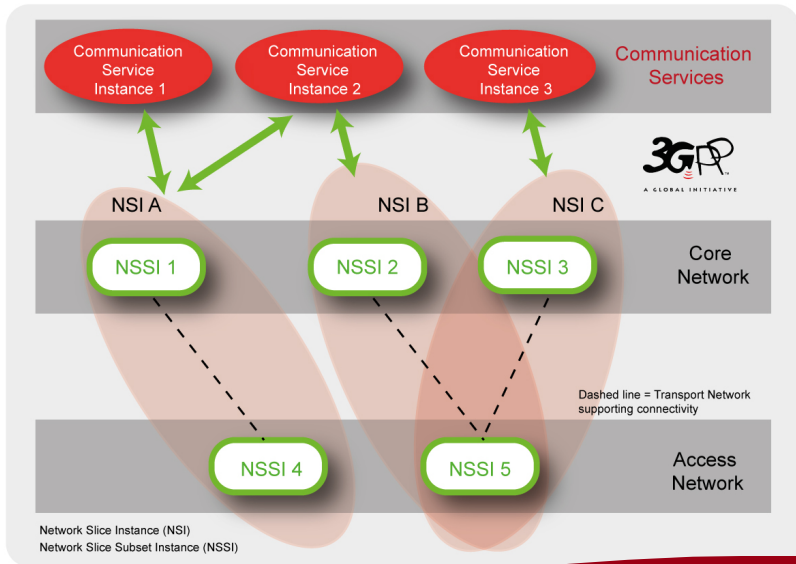 Communication
Service
Instance 1
Communication
Service
Instance 2
Communication
Service
Instance 3
Communication
Services
3GPP
TM
A GLOBAL INITIATIVE
NSI A
NSI B
NSI C
NSSI 1
NSSI 2
NSSI 3
Core
Network
Dashed line = Transport Network
supporting connectivity
NSSI 4
NSSI 5
Access
Network
Network Slice Instance (NSI)
Network Slice Subset Instance (NSSI)